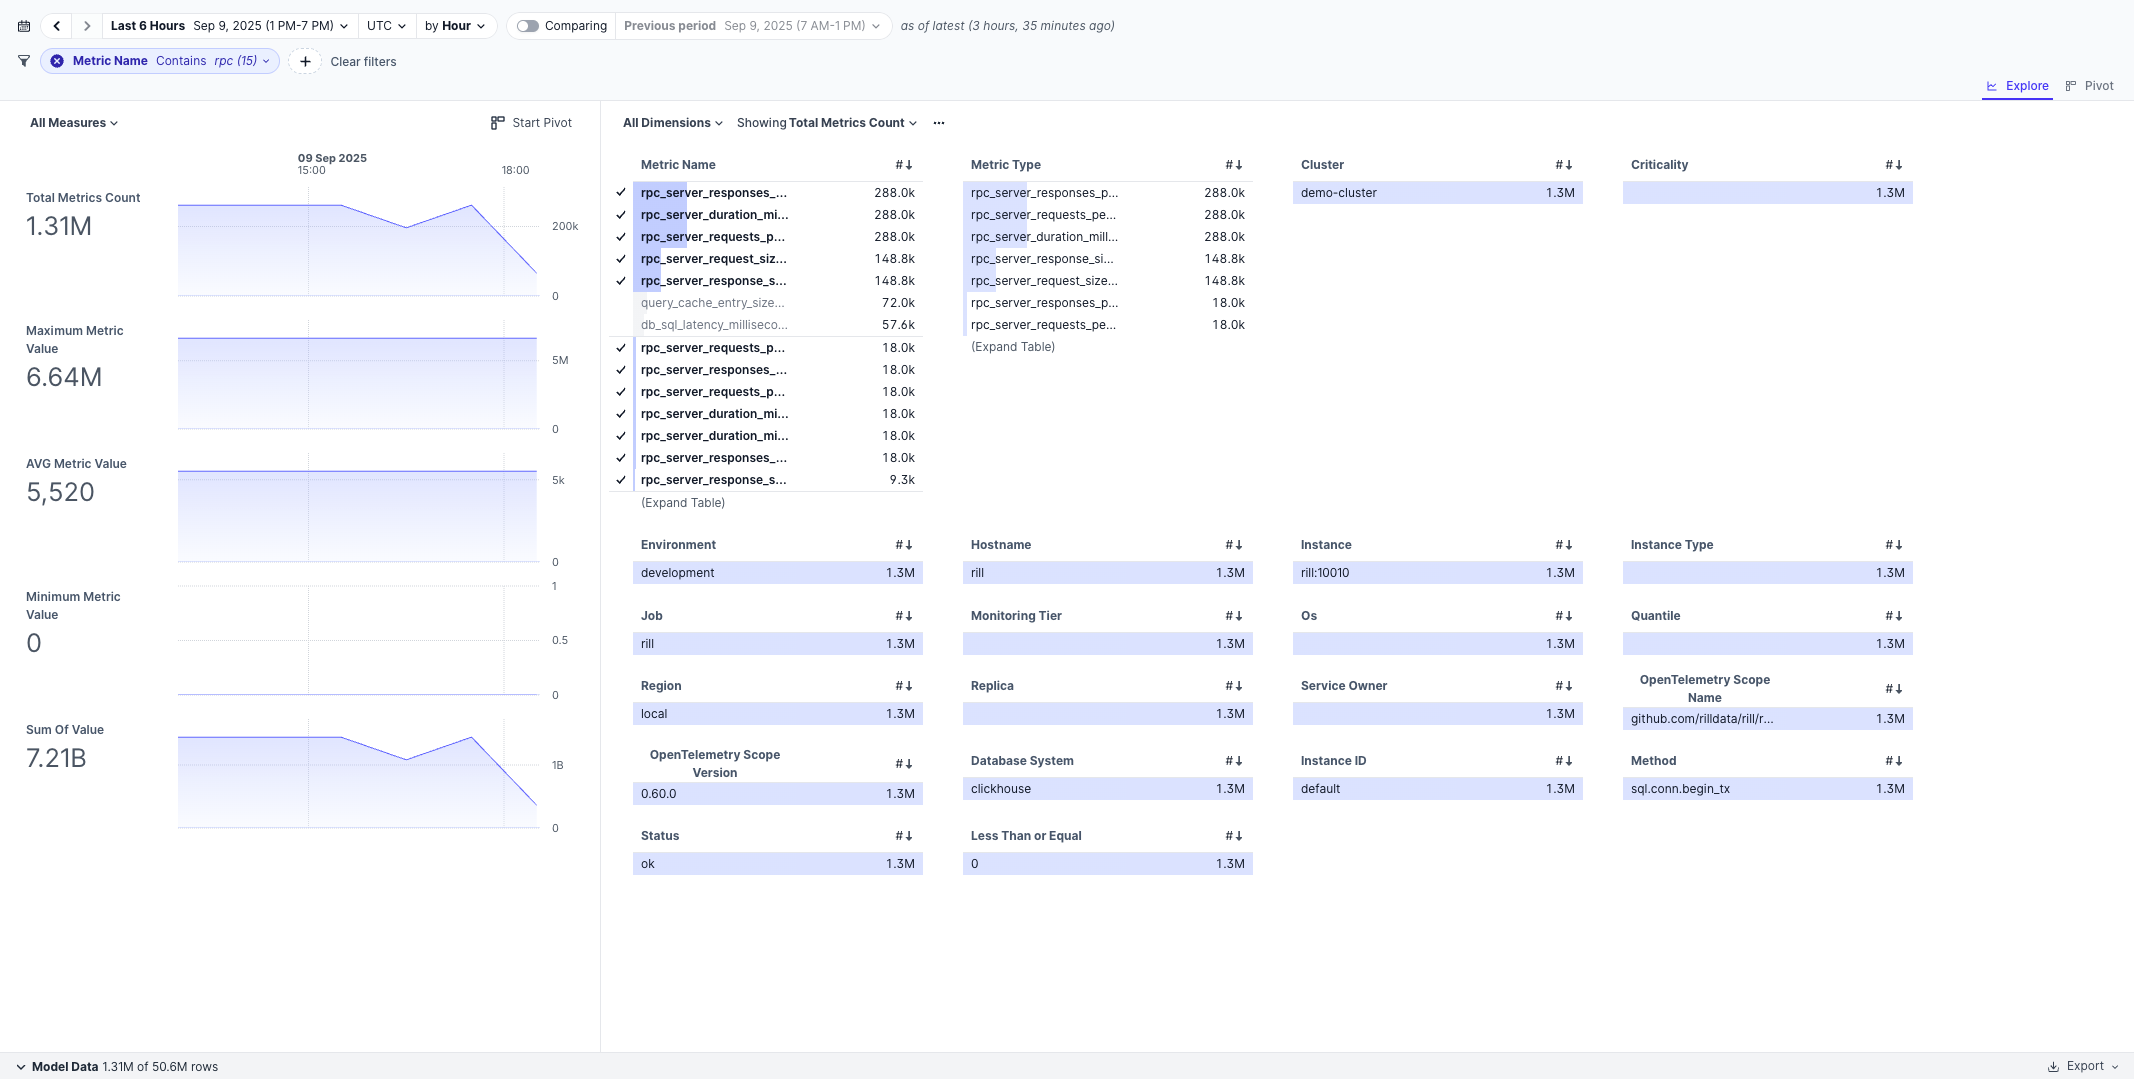 Last 6 Hours Sep 9, 2025 (1 PM-7 PM) UTC by Hour Comparing Previous period Sep 9, 2025 (7 AM-1 PM) as of latest (3 hours, 35 minutes ago)
Metric Name Contains rpc (15) + Clear filters
Explore Pivot
All Measures Start Pivot
09 Sep 2025
15:00 18:00
Total Metrics Count
1.31M
200k
0
Maximum Metric
Value
6.64M
5M
0
AVG Metric Value
5,520
5k
0
Minimum Metric
Value
0
1
0.5
0
Sum Of Value
7.21B
1B
0
All Dimensions Showing Total Metrics Count ...
Metric Name #
rpc_server_responses_... 288.0k
rpc_server_duration_mi... 288.0k
rpc_server_requests_p... 288.0k
rpc_server_request_siz... 148.8k
rpc_server_response_s... 148.8k
query_cache_entry_size... 72.0k
db_sql_latency_milliseco... 57.6k
rpc_server_requests_p... 18.0k
rpc_server_responses_... 18.0k
rpc_server_requests_p... 18.0k
rpc_server_duration_mi... 18.0k
rpc_server_duration_mi... 18.0k
rpc_server_responses_... 18.0k
rpc_server_response_s... 9.3k
(Expand Table)
Metric Type #
rpc_server_responses_p... 288.0k
rpc_server_requests_pe... 288.0k
rpc_server_duration_mill... 288.0k
rpc_server_response_si... 148.8k
rpc_server_request_size... 148.8k
rpc_server_responses_p... 18.0k
rpc_server_requests_pe... 18.0k
(Expand Table)
Cluster #
demo-cluster 1.3M
Criticality #
1.3M
Environment #
development 1.3M
Hostname #
rill 1.3M
Instance #
rill:10010 1.3M
Instance Type #
1.3M
Job #
rill 1.3M
Monitoring Tier #
1.3M
Os #
1.3M
Quantile #
1.3M
Region #
local 1.3M
Replica #
1.3M
Service Owner #
1.3M
OpenTelemetry Scope
Name #
github.com/rilldata/rill/r... 1.3M
OpenTelemetry Scope
Version #
0.60.0 1.3M
Database System #
clickhouse 1.3M
Instance ID #
default 1.3M
Method #
sql.conn.begin_tx 1.3M
Status #
ok 1.3M
Less Than or Equal #
0 1.3M
Model Data 1.31M of 50.6M rows Export